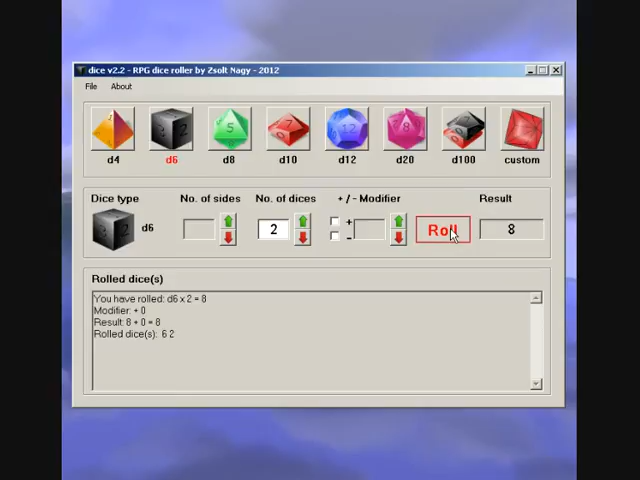 dice v2.2 - RPG dice roller by Zsolt Nagy - 2012
File About
d4 d6 d8 d10 d12 d20 d100 custom
Dice type No. of sides No. of dices + / - Modifier Result
d6 2 + - Roll 8
Rolled dice(s)
You have rolled: d6 x 2 = 8
Modifier: + 0
Result: 8 + 0 = 8
Rolled dice(s): 6 2